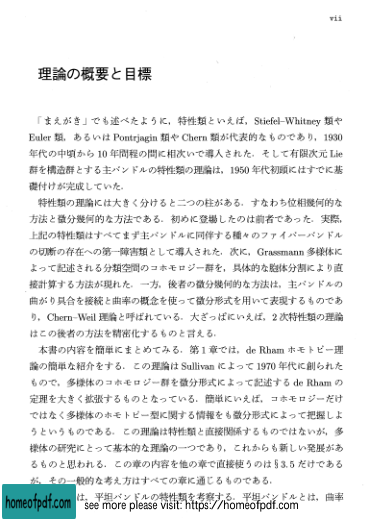 vii
理論の概要と目標
「まえがき」でも述べたように，特性類といえば，Stiefel–Whitney 類や
Euler 類，あるいは Pontrjagin 類や Chern 類が代表的なものであり，1930
年代の中頃から 10 年間程の間に相次いで導入された．そして有限次元 Lie
群を構造群とする主バンドルの特性類の理論は，1950 年代初頭にはすでに基
礎付けが完成していた．
特性類の理論には大きく分けると二つの柱がある．すなわち位相幾何的な
方法と微分幾何的な方法である．初めに登場したのは前者であった．実際，
上記の特性類はすべてまず主バンドルに同伴する種々のファイバーバンドル
の切断の存在への第一障害類として導入された．次に，Grassmann 多様体に
よって記述される分類空間のコホモロジー群を，具体的な胞体分割により直
接計算する方法が現れた．一方，後者の微分幾何的な方法は，主バンドルの
曲がり具合を接続と曲率の概念を使って微分形式を用いて表現するものであ
り，Chern–Weil 理論と呼ばれている．大ざっぱにいえば，2 次特性類の理論
はこの後者の方法を精密化するものと言える．
本書の内容を簡単にまとめてみる．第 1 章では，de Rham ホモトピー理
論の簡単な紹介をする．この理論は Sullivan によって 1970 年代に創られた
もので，多様体のコホモロジー群を微分形式によって記述する de Rham の
定理を大きく拡張するものとなっている．簡単にいえば，コホモロジーだけ
ではなく多様体のホモトピー型に関する情報をも微分形式によって把握しよ
うというものである．この理論は特性類と直接関係するものではないが，多
様体の研究にとって基本的な理論の一つであり，これからも新しい発展があ
るものと思われる．この章の内容を他の章で直接使うのは §3.5 だけである
が，その一般的な考え方はすべての章に通じるものである．
は，平坦バンドルの特性類を考察する．平坦バンドルとは，曲率
homeofpdf.com
see more please visit: https://homeofpdf.com